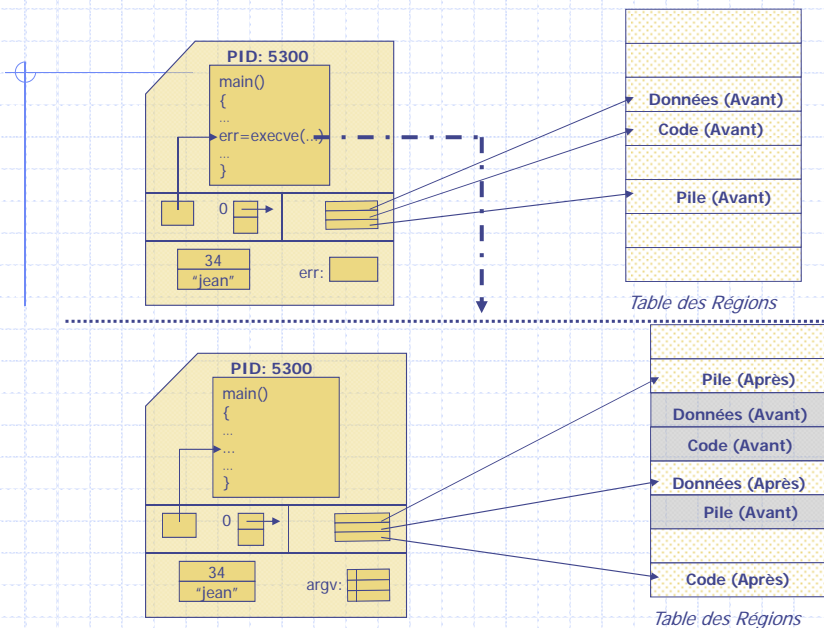 PID: 5300
main()
{
...
err=execve(...)
...
}
0
34
“jean”
err:
Données (Avant)
Code (Avant)
Pile (Avant)
Table des Régions
PID: 5300
main()
{
...
...
...
}
0
34
“jean”
argv:
Pile (Après)
Données (Avant)
Code (Avant)
Données (Après)
Pile (Avant)
Code (Après)
Table des Régions